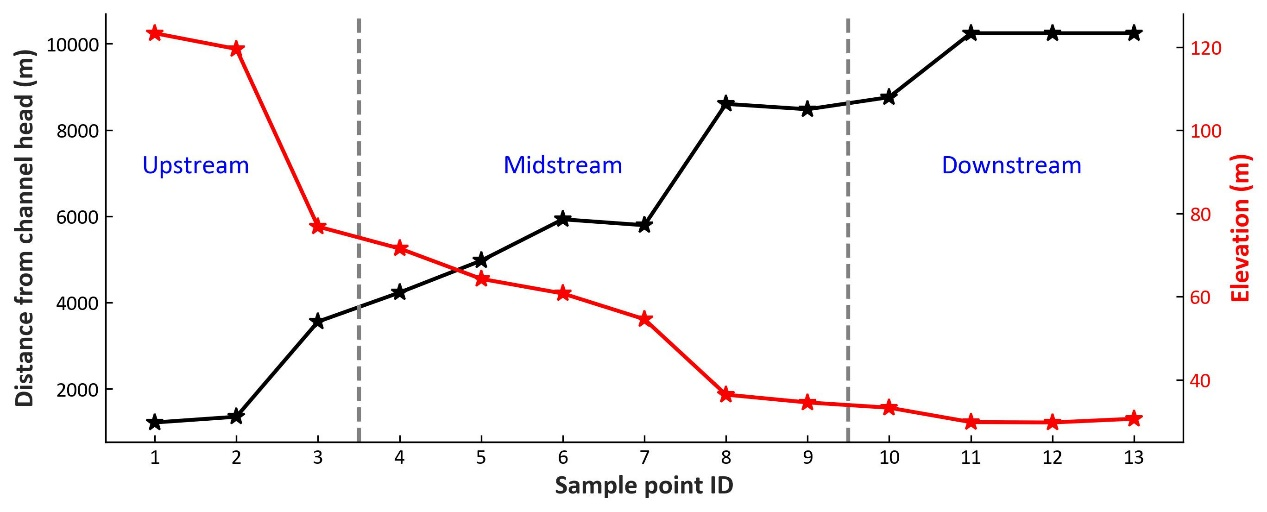 Distance from channel head (m)
10000
8000
6000
4000
2000
Upstream
Midstream
Downstream
120
100
80
60
40
Elevation (m)
1 2 3 4 5 6 7 8 9 10 11 12 13
Sample point ID